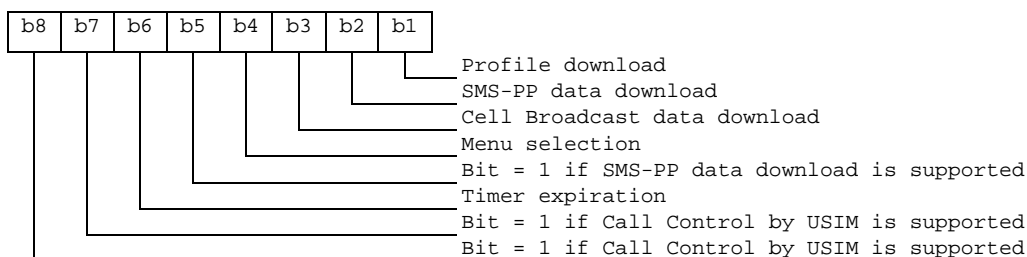 b8 b7 b6 b5 b4 b3 b2 b1
Profile download
SMS-PP data download
Cell Broadcast data download
Menu selection
Bit = 1 if SMS-PP data download is supported
Timer expiration
Bit = 1 if Call Control by USIM is supported
Bit = 1 if Call Control by USIM is supported